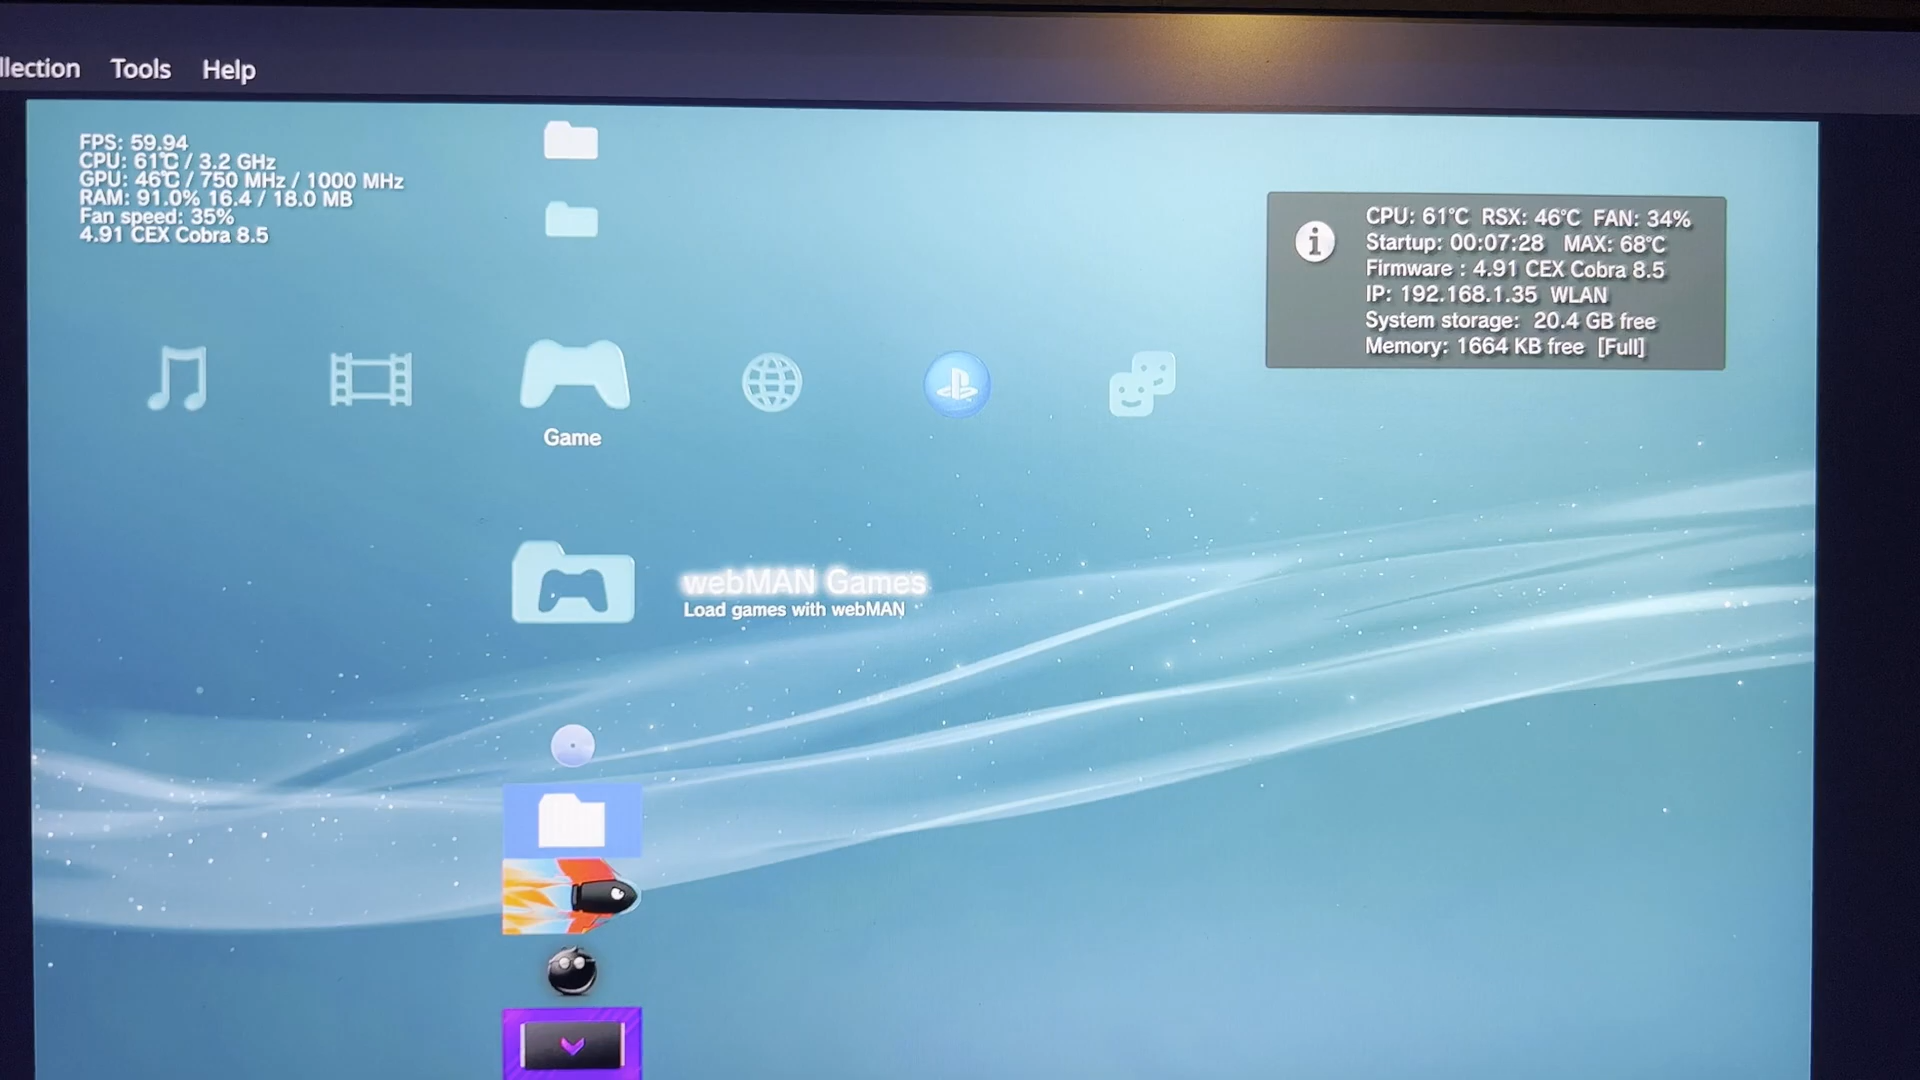 llection Tools Help
FPS: 59.94
CPU: 61℃ / 3.2 GHz
GPU: 46℃ / 750 MHz / 1000 MHz
RAM: 91.0% 16.4 / 18.0 MB
Fan speed: 35%
4.91 CEX Cobra 8.5
CPU: 61℃ RSX: 46℃ FAN: 34%
Startup: 00:07:28 MAX: 68℃
Firmware : 4.91 CEX Cobra 8.5
IP: 192.168.1.35 WLAN
System storage: 20.4 GB free
Memory: 1664 KB free [Full]
Game
webMAN Games
Load games with webMAN